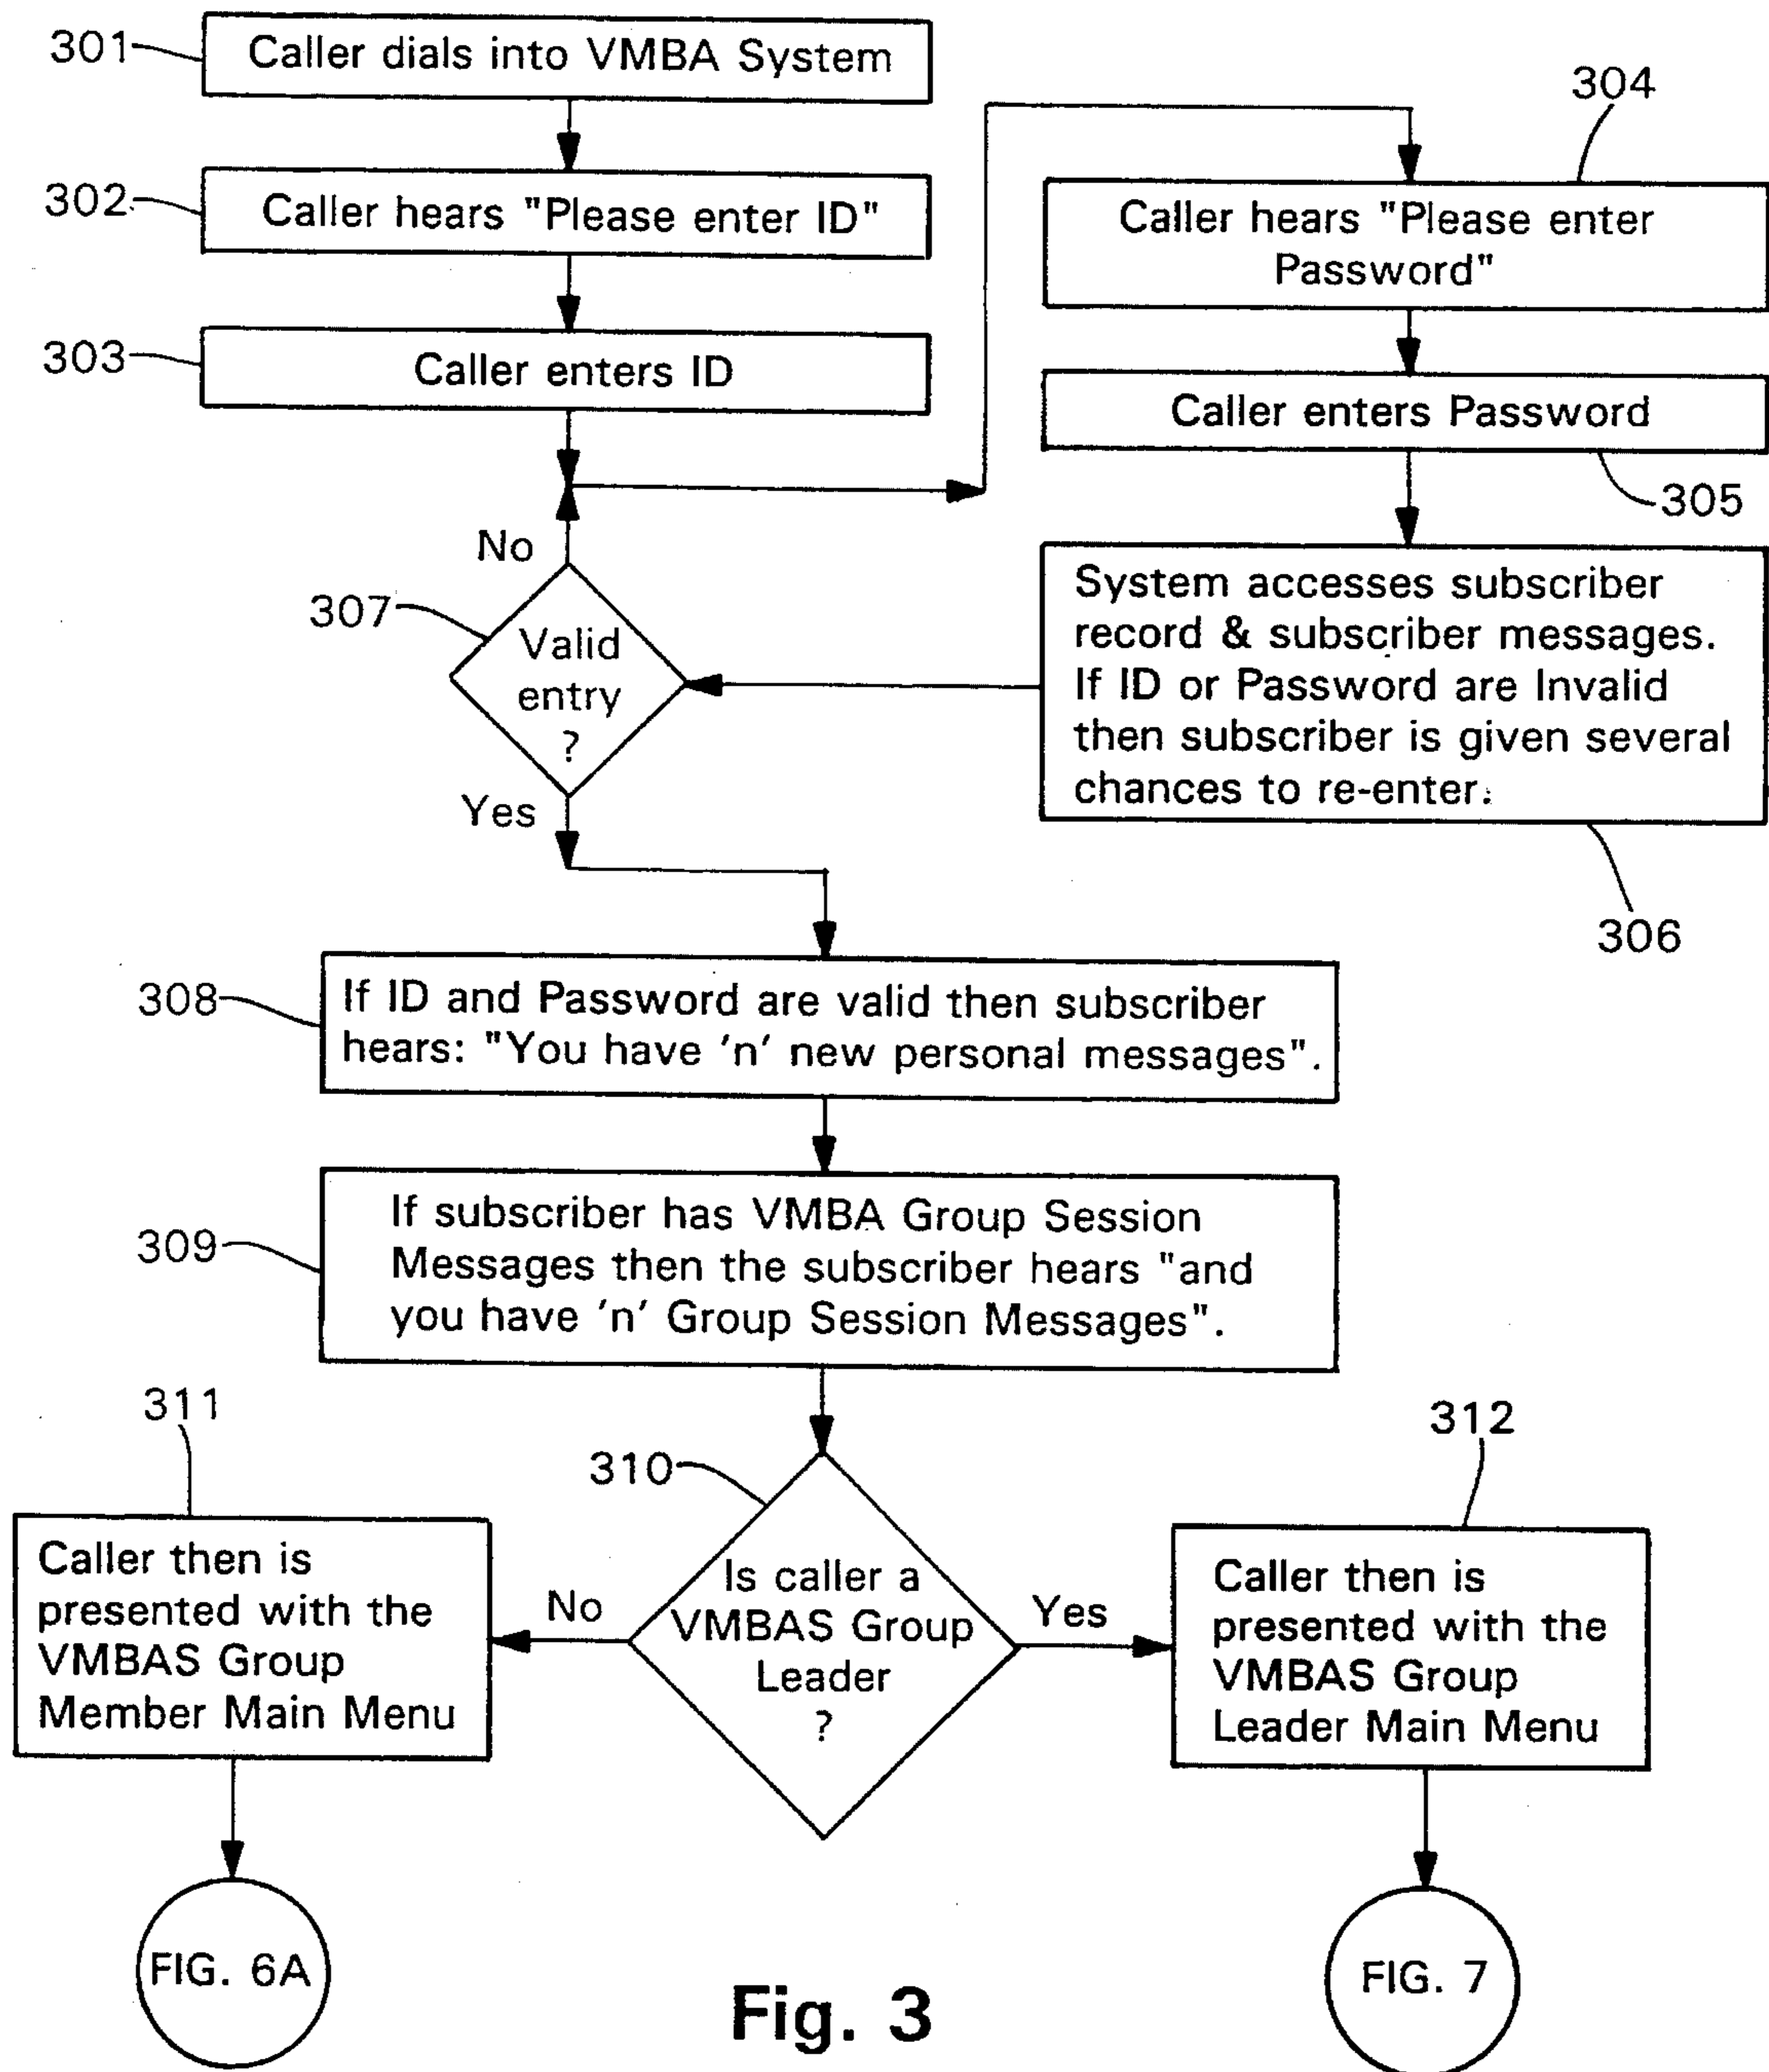 301
Caller dials into VMBA System
302
Caller hears "Please enter ID"
303
Caller enters ID
304
Caller hears "Please enter
Password"
Caller enters Password
305
System accesses subscriber
record & subscriber messages.
If ID or Password are Invalid
then subscriber is given several
chances to re-enter.
306
No
307
Valid
entry
?
Yes
308
If ID and Password are valid then subscriber
hears: "You have 'n' new personal messages".
309
If subscriber has VMBA Group Session
Messages then the subscriber hears "and
you have 'n' Group Session Messages".
310
Is caller a
VMBAS Group
Leader
?
No
Yes
311
Caller then is
presented with the
VMBAS Group
Member Main Menu
312
Caller then is
presented with the
VMBAS Group
Leader Main Menu
FIG. 6A
FIG. 7
Fig. 3